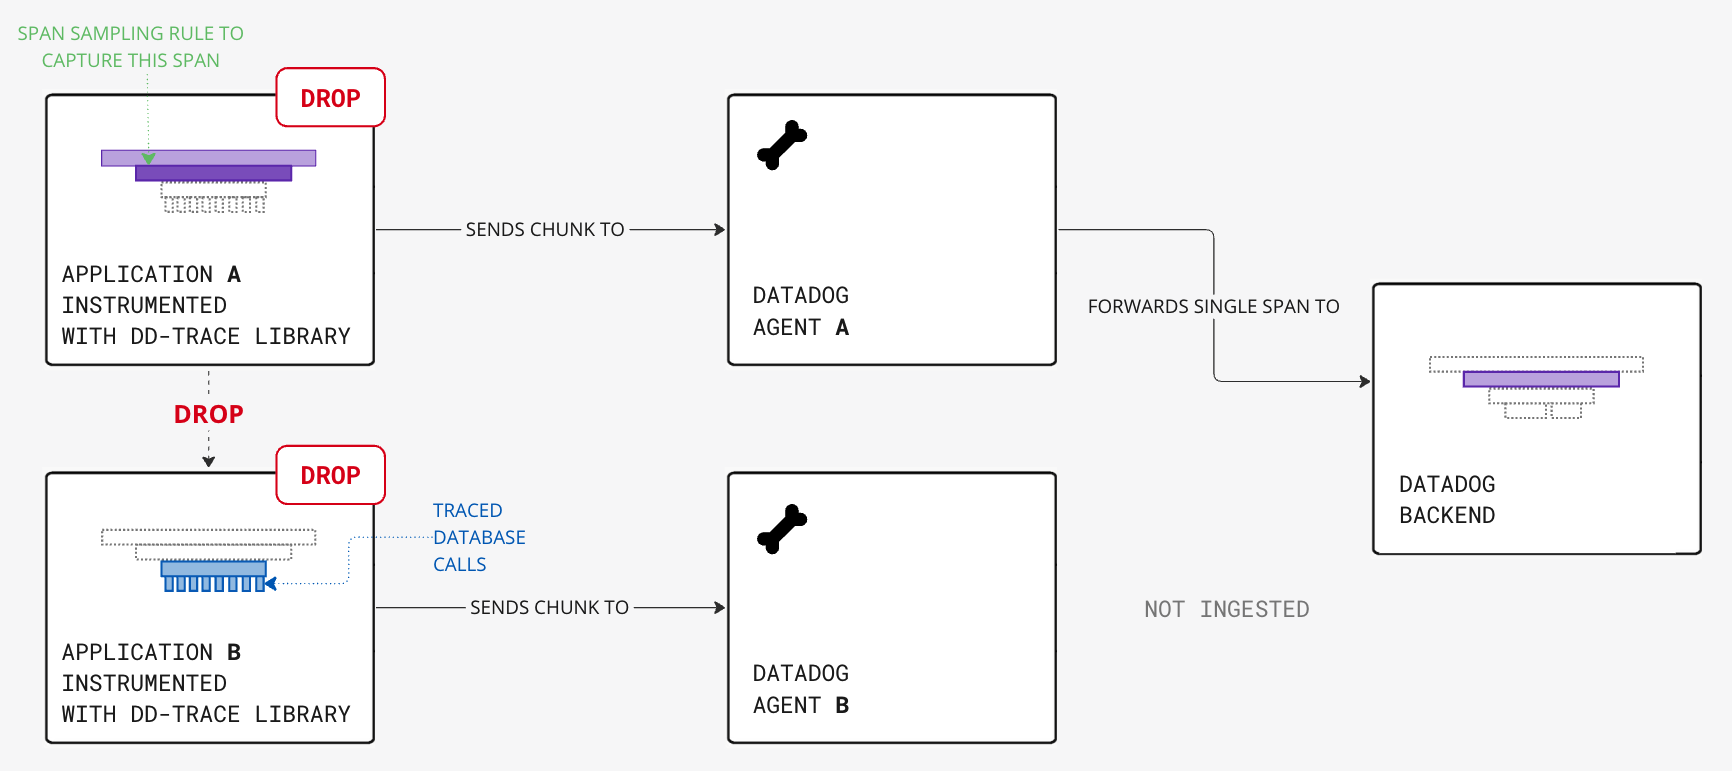 SPAN SAMPLING RULE TO
CAPTURE THIS SPAN
DROP
APPLICATION A
INSTRUMENTED
WITH DD-TRACE LIBRARY
SENDS CHUNK TO
DATADOG
AGENT A
FORWARDS SINGLE SPAN TO
DATADOG
BACKEND
DROP
DROP
TRACED
DATABASE
CALLS
APPLICATION B
INSTRUMENTED
WITH DD-TRACE LIBRARY
SENDS CHUNK TO
DATADOG
AGENT B
NOT INGESTED